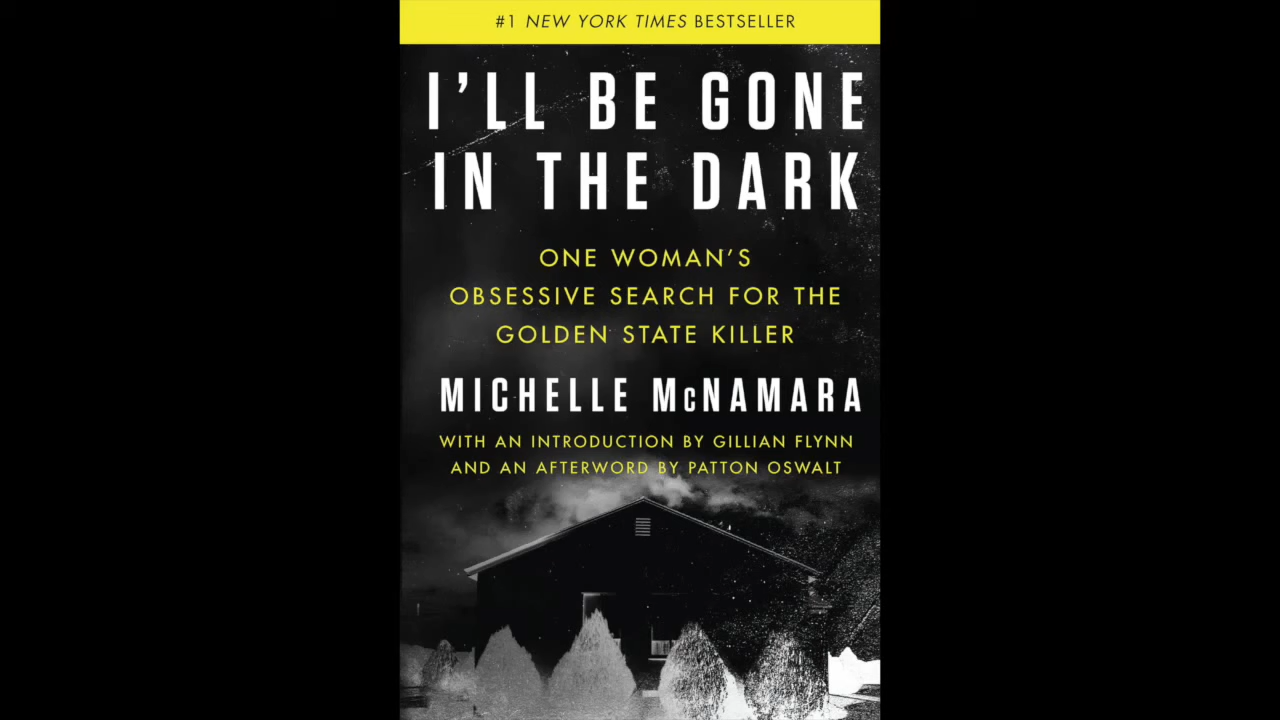 #1 NEW YORK TIMES BESTSELLER
I'LL BE GONE
IN THE DARK
ONE WOMAN'S
OBSESSIVE SEARCH FOR THE
GOLDEN STATE KILLER
MICHELLE McNAMARA
WITH AN INTRODUCTION BY GILLIAN FLYNN
AND AN AFTERWORD BY PATTON OSWALT